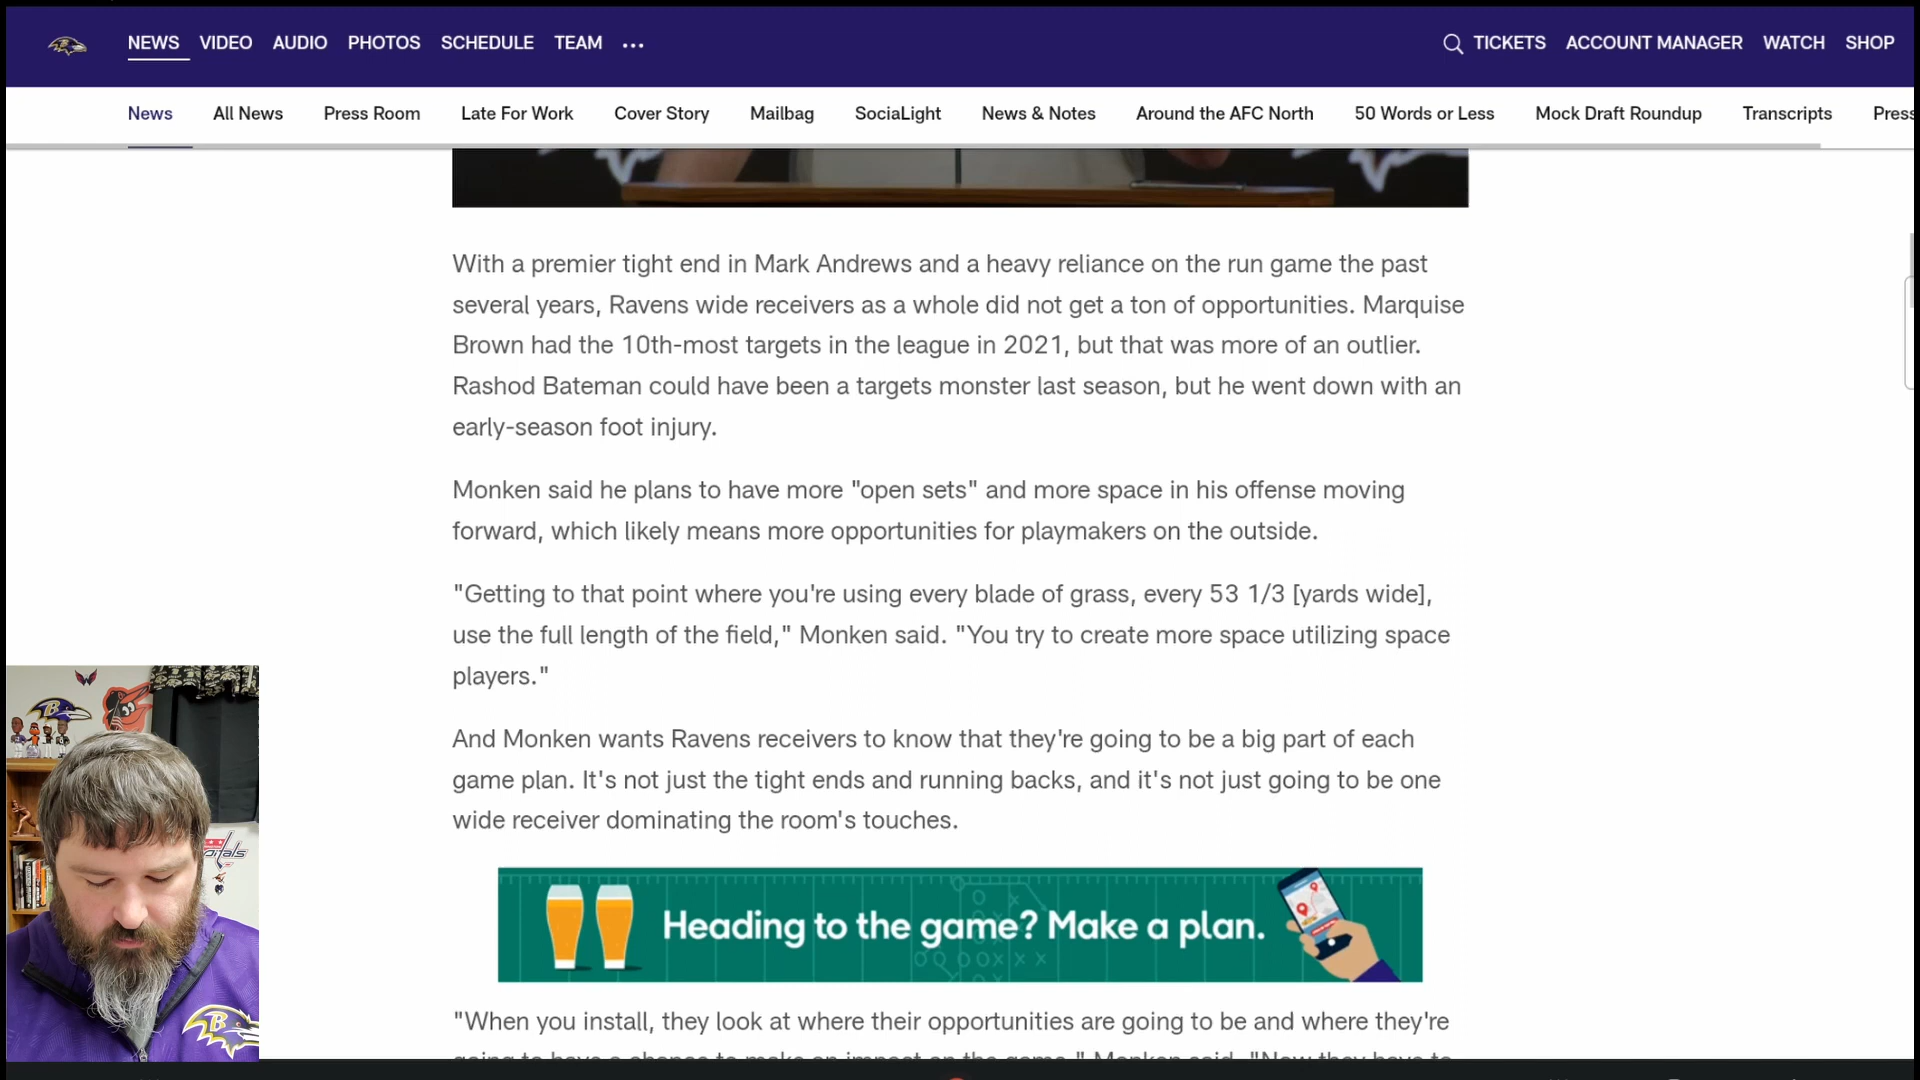 NEWS VIDEO AUDIO PHOTOS SCHEDULE TEAM ... TICKETS ACCOUNT MANAGER WATCH SHOP
News All News Press Room Late For Work Cover Story Mailbag SociaLight News & Notes Around the AFC North 50 Words or Less Mock Draft Roundup Transcripts Press
With a premier tight end in Mark Andrews and a heavy reliance on the run game the past
several years, Ravens wide receivers as a whole did not get a ton of opportunities. Marquise
Brown had the 10th-most targets in the league in 2021, but that was more of an outlier.
Rashod Bateman could have been a targets monster last season, but he went down with an
early-season foot injury.
Monken said he plans to have more "open sets" and more space in his offense moving
forward, which likely means more opportunities for playmakers on the outside.
"Getting to that point where you're using every blade of grass, every 53 1/3 [yards wide],
use the full length of the field," Monken said. "You try to create more space utilizing space
players."
And Monken wants Ravens receivers to know that they're going to be a big part of each
game plan. It's not just the tight ends and running backs, and it's not just going to be one
wide receiver dominating the room's touches.
Heading to the game? Make a plan.
"When you install, they look at where their opportunities are going to be and where they're
going to have a chance to make an impact on the game," Monken said. "Now they have to